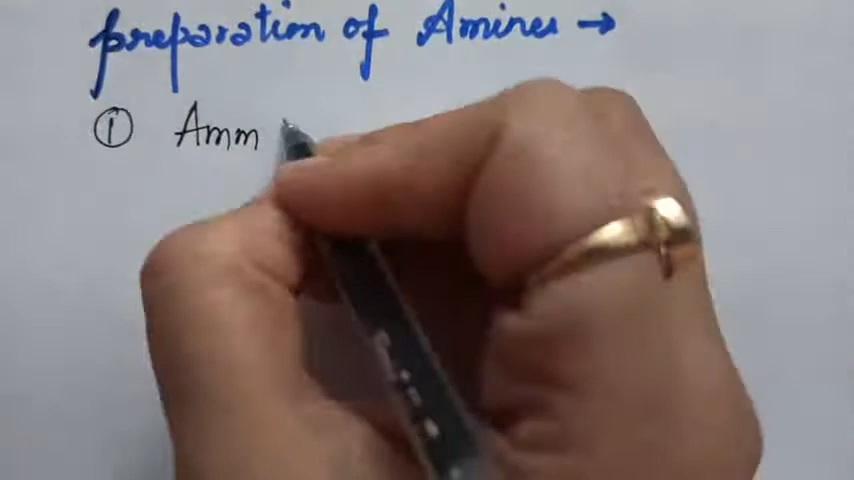 preparation of Amines →
① Amm